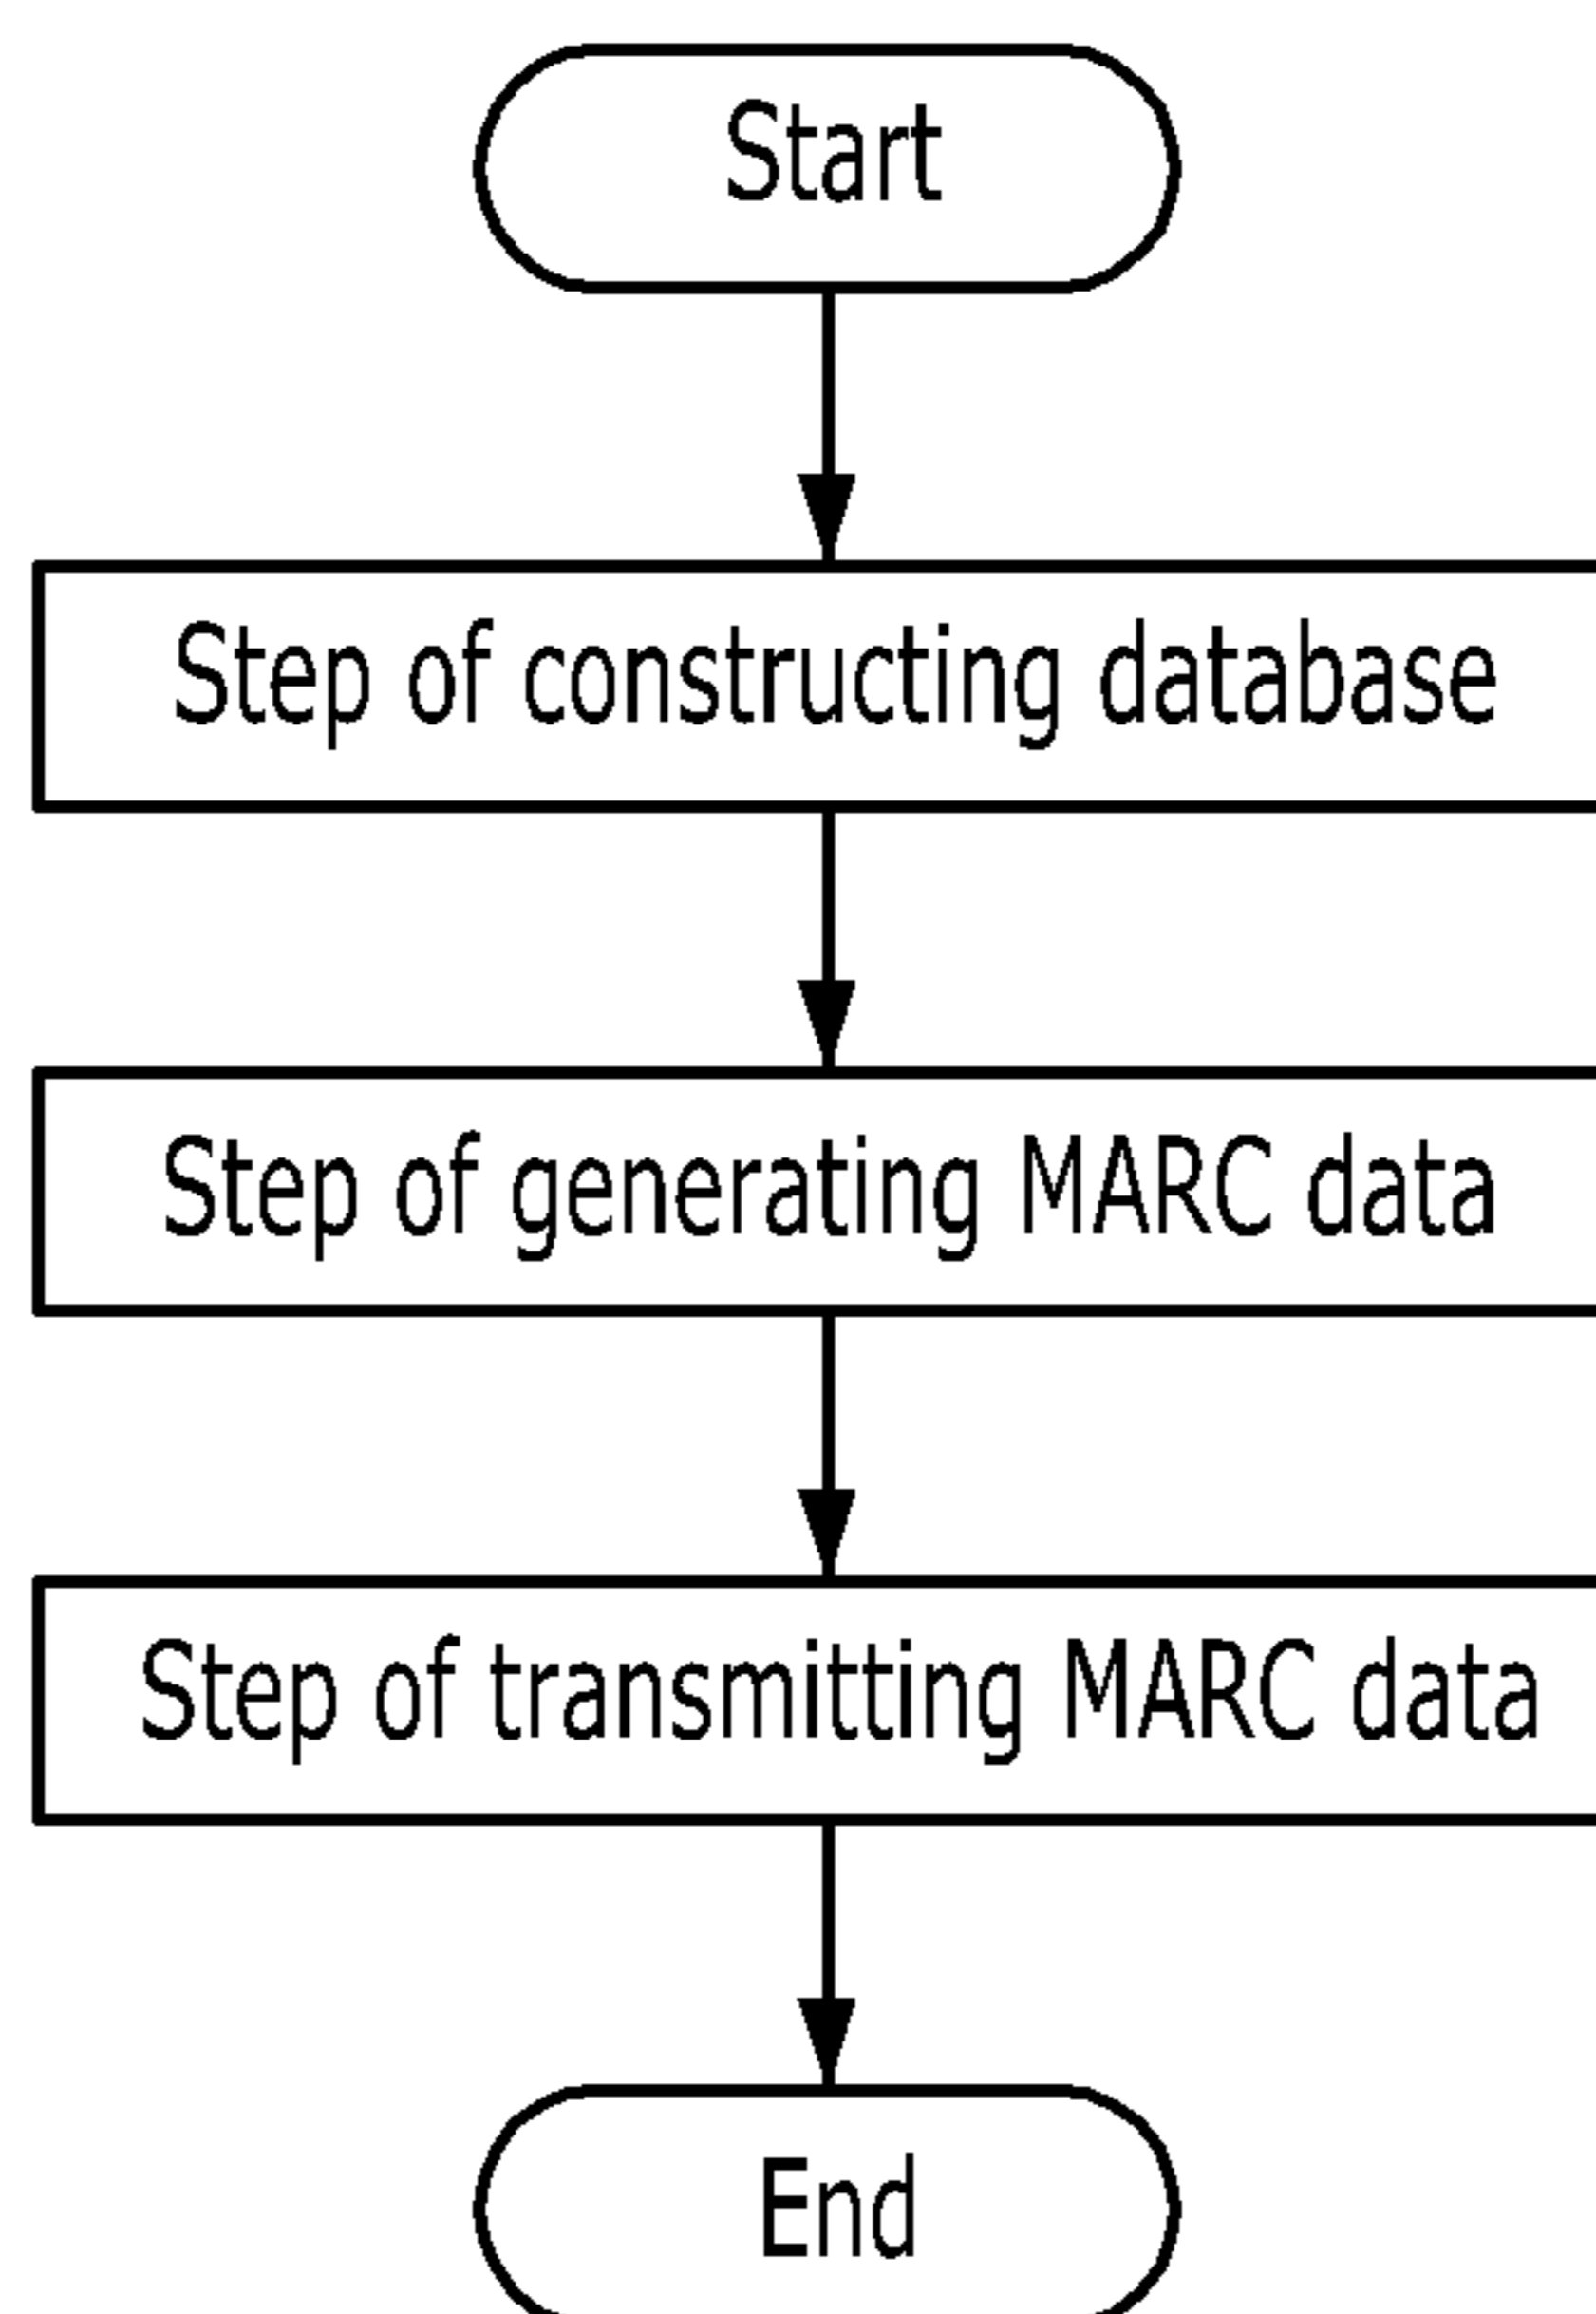 Start
Step of constructing database
Step of generating MARC data
Step of transmitting MARC data
End